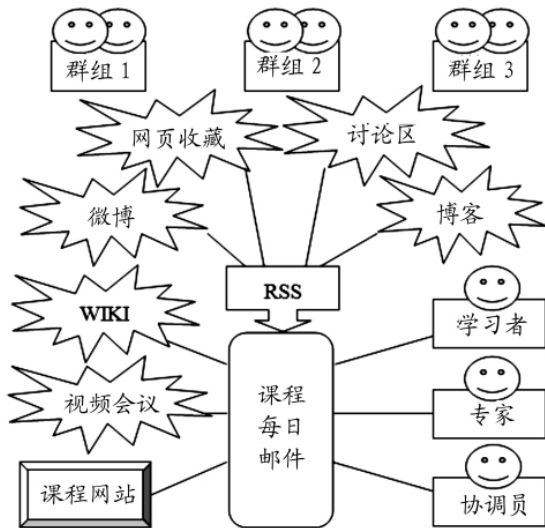 群组 1
群组 2
群组 3
网页收藏
讨论区
微博
博客
RSS
WIKI
学习者
课程
每日
邮件
视频会议
专家
课程网站
协调员